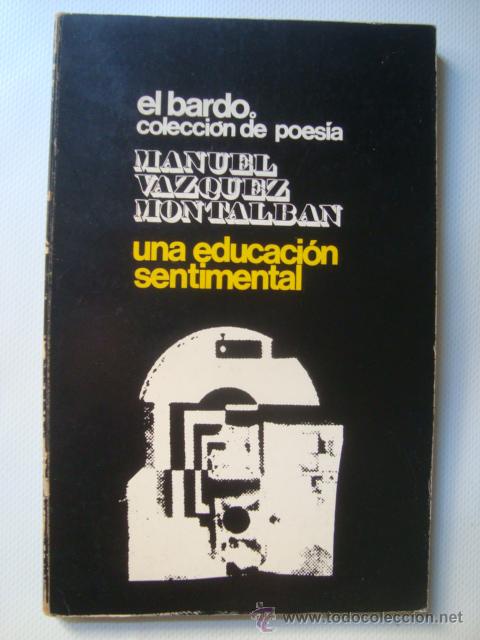 el bardo.
colección de poesía
MANUEL
VAZQUEZ
MONTALBAN
una educación
sentimental
www.todocoleccion.net